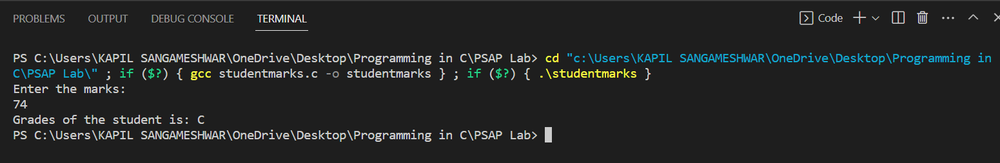 PROBLEMS OUTPUT DEBUG CONSOLE TERMINAL Code
PS C:\Users\KAPIL SANGAMESHWAR\OneDrive\Desktop\Programming in C\PSAP Lab> cd "c:\Users\KAPIL SANGAMESHWAR\OneDrive\Desktop\Programming in
C\PSAP Lab\" ; if ($?) { gcc studentmarks.c -o studentmarks } ; if ($?) { .\studentmarks }
Enter the marks:
74
Grades of the student is: C
PS C:\Users\KAPIL SANGAMESHWAR\OneDrive\Desktop\Programming in C\PSAP Lab>